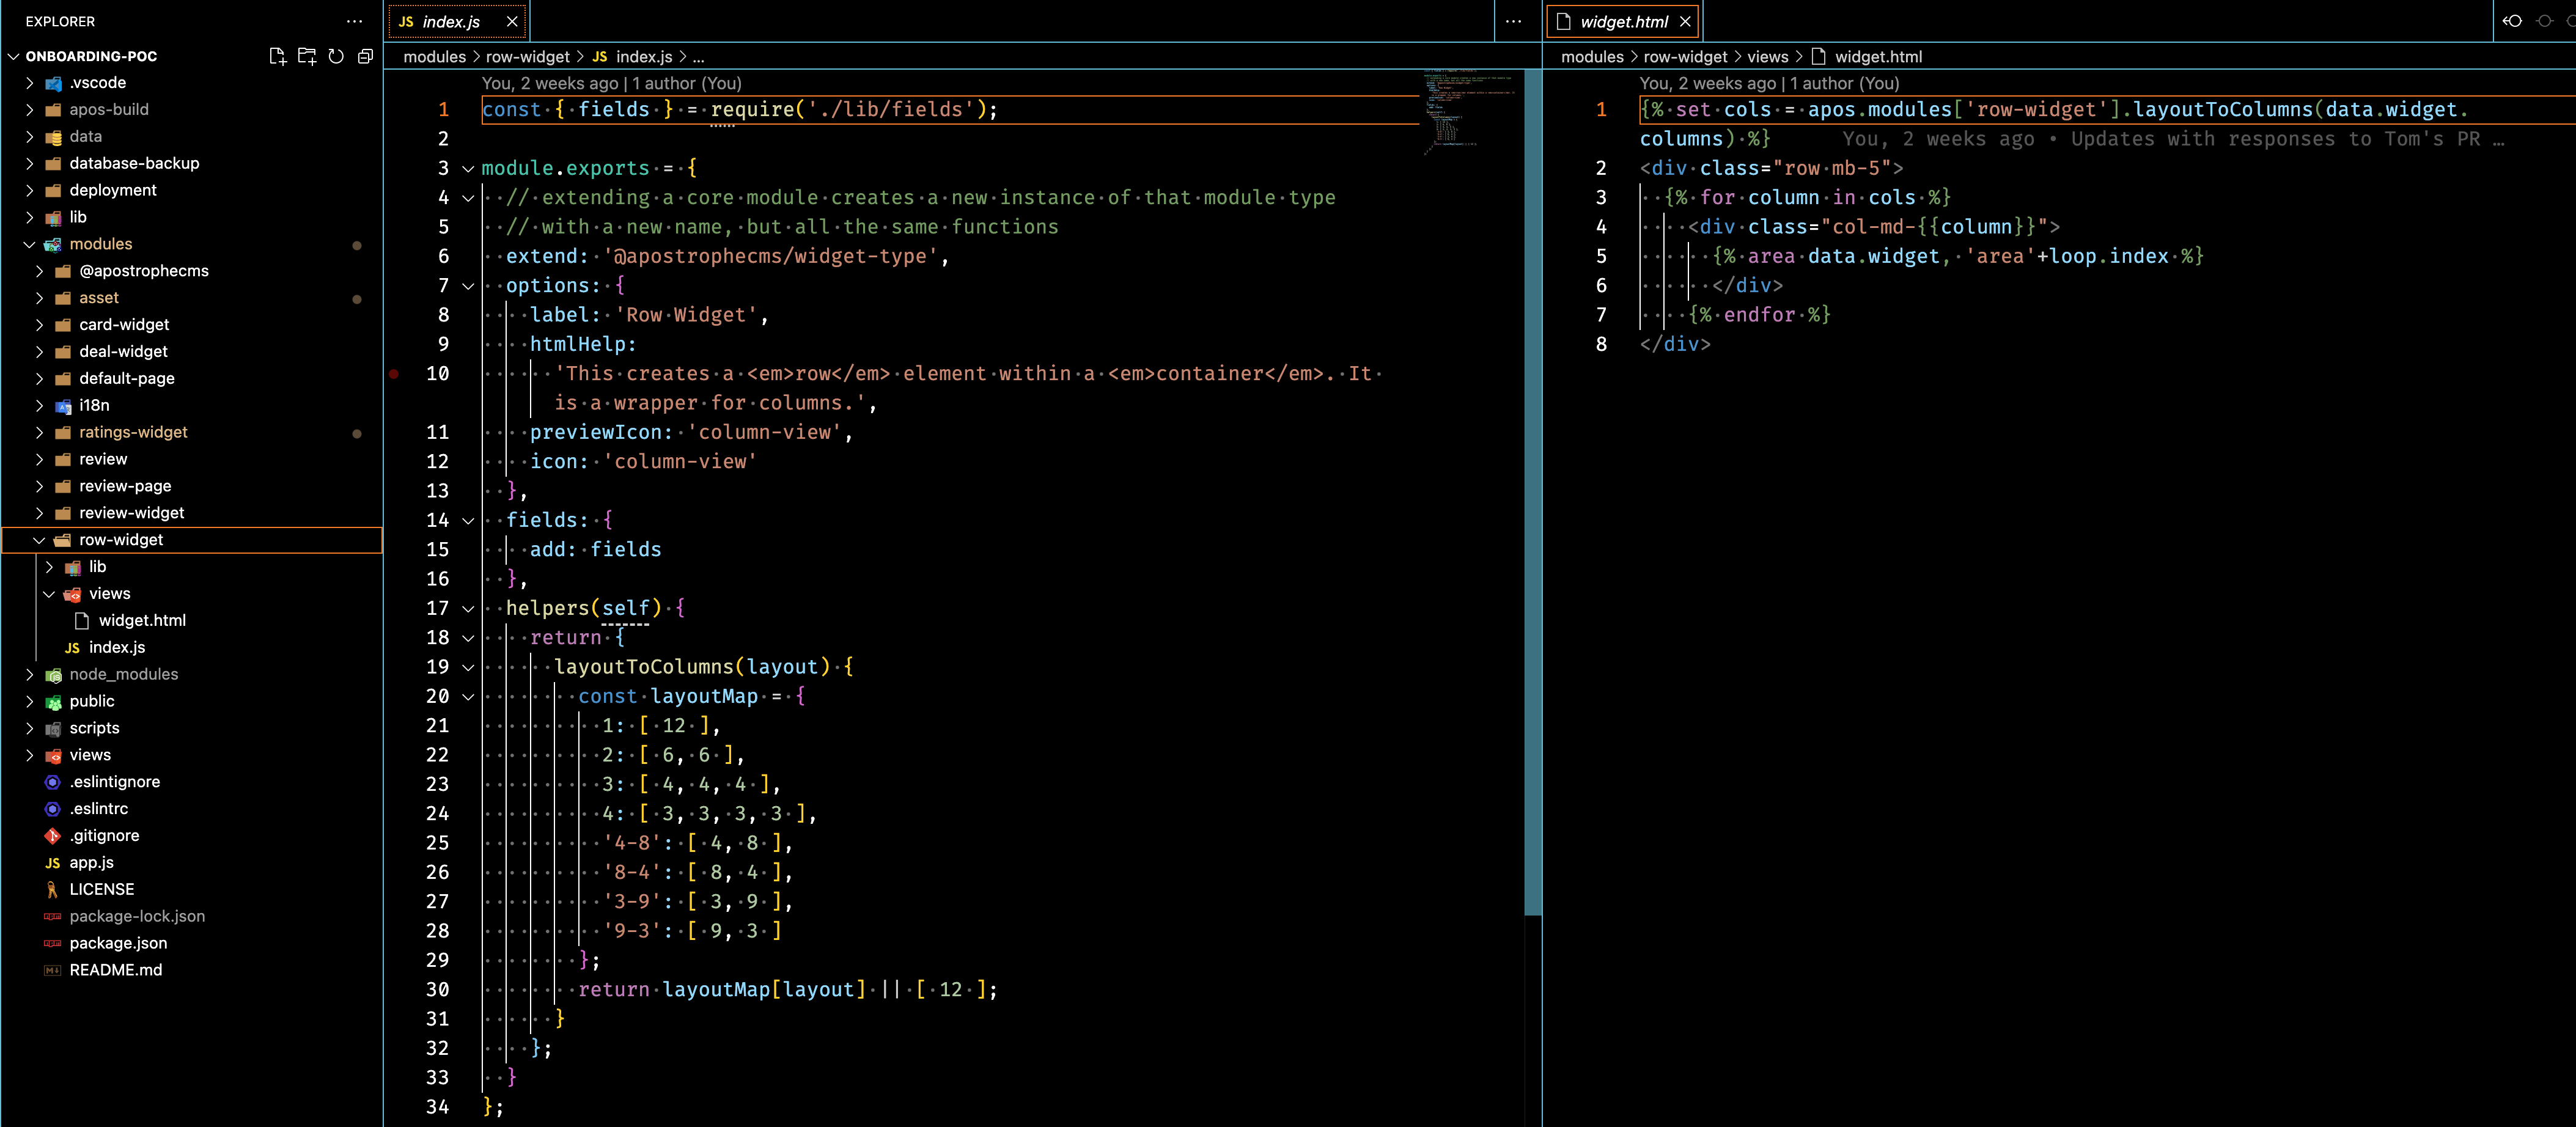 EXPLORER
ONBOARDING-POC
.vscode
apos-build
data
database-backup
deployment
lib
modules
@apostrophecms
asset
card-widget
deal-widget
default-page
i18n
ratings-widget
review
review-page
review-widget
row-widget
lib
views
widget.html
JS index.js
node_modules
public
scripts
views
.eslintignore
.eslintrc
.gitignore
JS app.js
LICENSE
package-lock.json
package.json
README.md
JS index.js
modules > row-widget > JS index.js > ...
You, 2 weeks ago | 1 author (You)
1 const { fields } = require('./lib/fields');
2
3 module.exports = {
4 // extending a core module creates a new instance of that module type
5 // with a new name, but all the same functions
6 extend: '@apostrophecms/widget-type',
7 options: {
8 label: 'Row Widget',
9 htmlHelp:
10 'This creates a <em>row</em> element within a <em>container</em>. It
is a wrapper for columns.',
11 previewIcon: 'column-view',
12 icon: 'column-view'
13 },
14 fields: {
15 add: fields
16 },
17 helpers(self) {
18 return {
19 layoutToColumns(layout) {
20 const layoutMap = {
21 1: [ 12 ],
22 2: [ 6, 6 ],
23 3: [ 4, 4, 4 ],
24 4: [ 3, 3, 3, 3 ],
25 '4-8': [ 4, 8 ],
26 '8-4': [ 8, 4 ],
27 '3-9': [ 3, 9 ],
28 '9-3': [ 9, 3 ]
29 };
30 return layoutMap[layout] || [ 12 ];
31 }
32 };
33 }
34 };
widget.html
modules > row-widget > views > widget.html
You, 2 weeks ago | 1 author (You)
1 {% set cols = apos.modules['row-widget'].layoutToColumns(data.widget.
columns) %} You, 2 weeks ago • Updates with responses to Tom's PR …
2 <div class="row mb-5">
3 {% for column in cols %}
4 <div class="col-md-{{column}}">
5 {% area data.widget, 'area'+loop.index %}
6 </div>
7 {% endfor %}
8 </div>